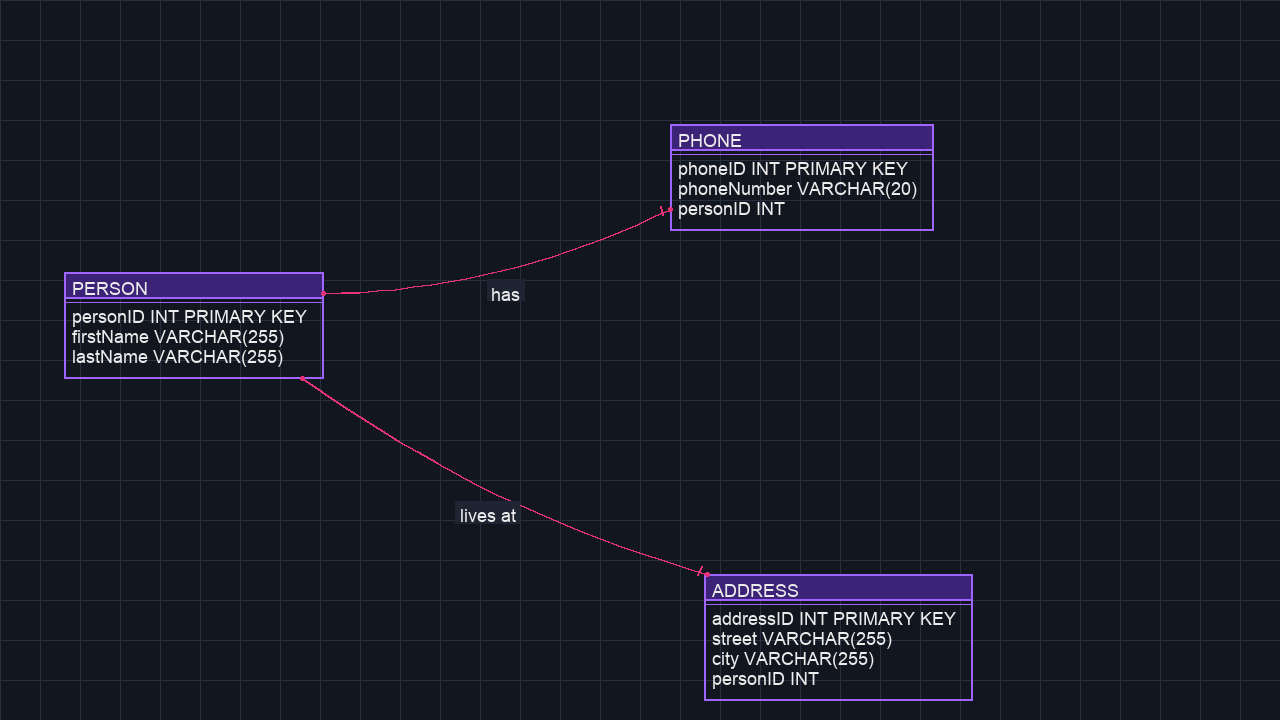 PHONE
phoneID INT PRIMARY KEY
phoneNumber VARCHAR(20)
personID INT
PERSON
personID INT PRIMARY KEY
firstName VARCHAR(255)
lastName VARCHAR(255)
has
lives at
ADDRESS
addressID INT PRIMARY KEY
street VARCHAR(255)
city VARCHAR(255)
personID INT